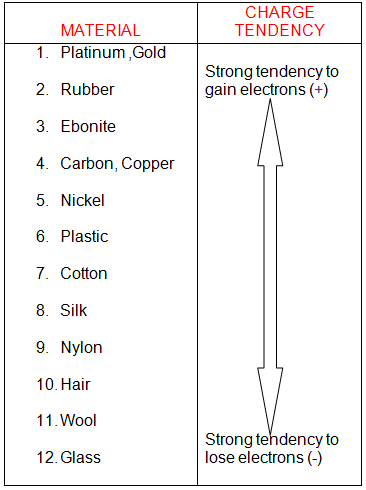 MATERIAL
CHARGE
TENDENCY
1. Platinum ,Gold
2. Rubber
3. Ebonite
4. Carbon, Copper
5. Nickel
6. Plastic
7. Cotton
8. Silk
9. Nylon
10. Hair
11. Wool
12. Glass
Strong tendency to
gain electrons (+)
Strong tendency to
lose electrons (-)